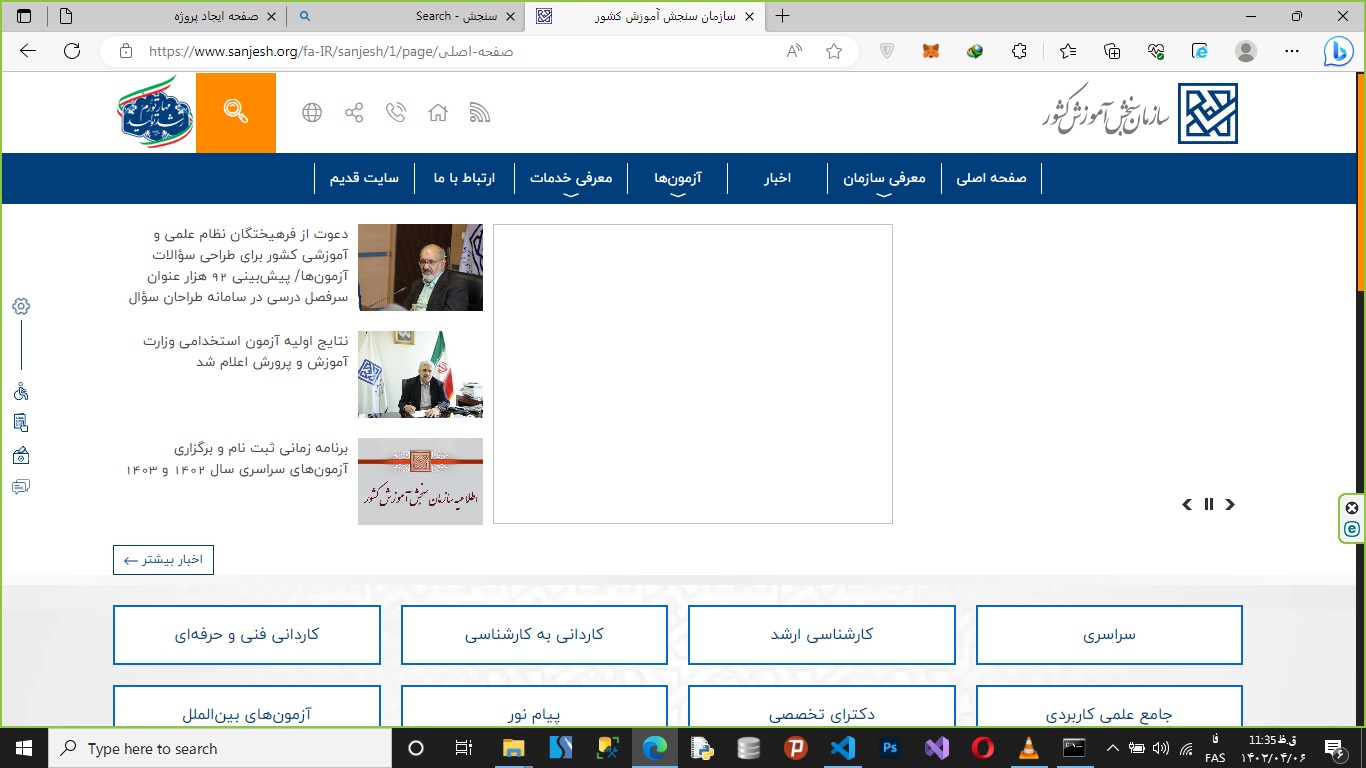 صفحه ایجاد پروژه
سنجش - Search
سازمان سنجش آموزش کشور
https://www.sanjesh.org/fa-IR/sanjesh/1/page/صفحه-اصلی
سازمان سنجش آموزش کشور
صفحه اصلی
معرفی سازمان
اخبار
آزمون‌ها
معرفی خدمات
ارتباط با ما
سایت قدیم
دعوت از فرهیختگان نظام علمی و
آموزشی کشور برای طراحی سؤالات
آزمون‌ها/ پیش‌بینی ۹۲ هزار عنوان
سرفصل درسی در سامانه طراحان سؤال
نتایج اولیه آزمون استخدامی وزارت
آموزش و پرورش اعلام شد
برنامه زمانی ثبت نام و برگزاری
آزمون‌های سراسری سال ۱۴۰۲ و ۱۴۰۳
اطلاعیه سازمان سنجش آموزش کشور
اخبار بیشتر
سراسری
کارشناسی ارشد
کاردانی به کارشناسی
کاردانی فنی و حرفه‌ای
جامع علمی کاربردی
دکترای تخصصی
پیام نور
آزمون‌های بین‌الملل
Type here to search
فا
FAS
11:35 ق.ظ
۱۴۰۲/۰۴/۰۶